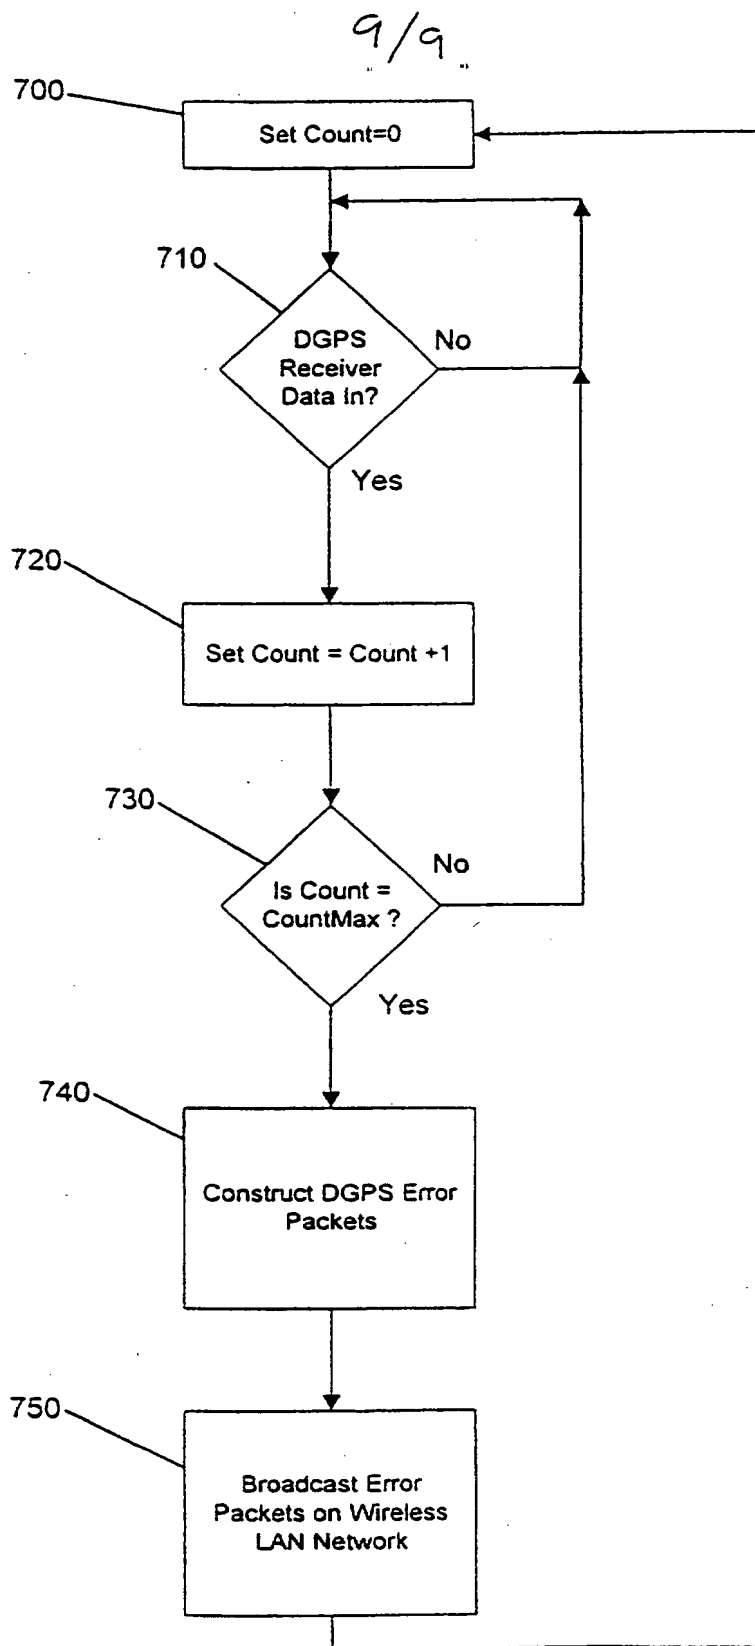 9/9
700
Set Count=0
710
DGPS
Receiver
Data In?
No
Yes
720
Set Count = Count +1
730
Is Count =
CountMax ?
No
Yes
740
Construct DGPS Error
Packets
750
Broadcast Error
Packets on Wireless
LAN Network